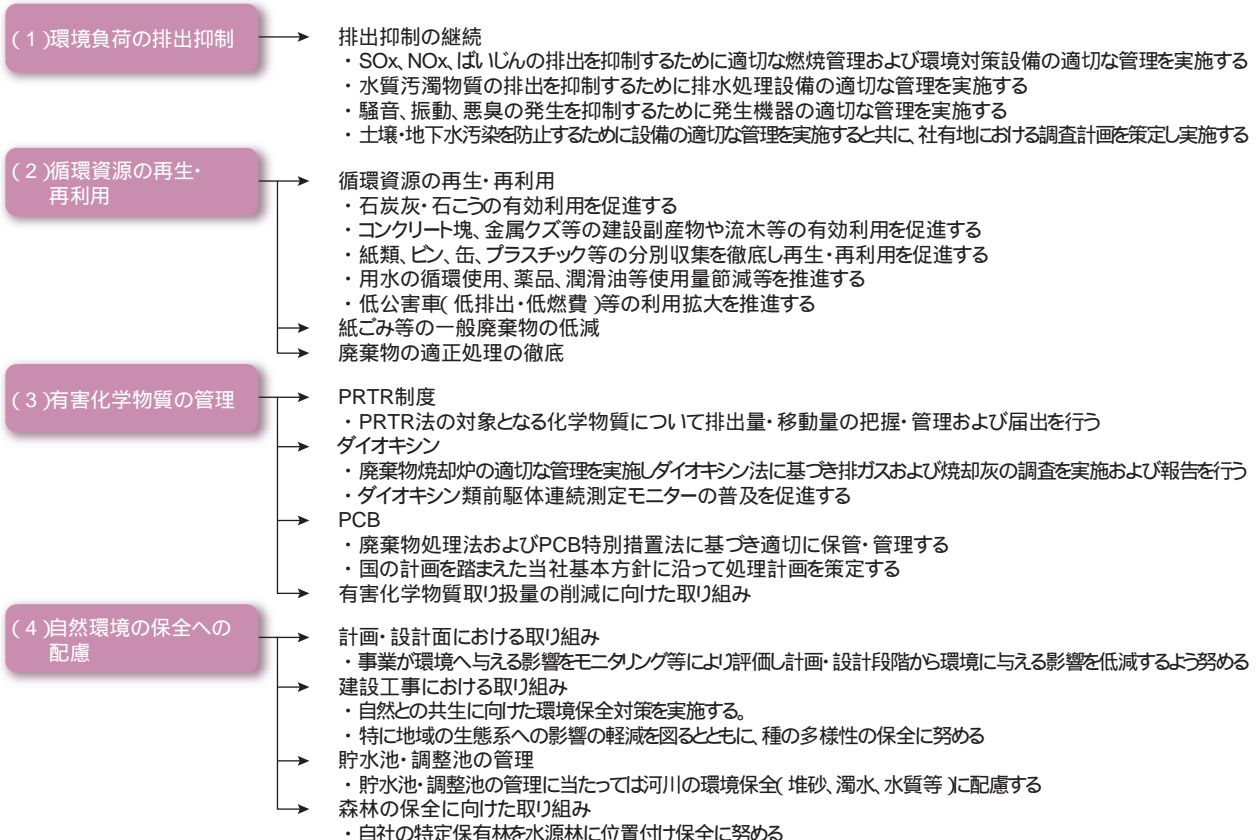 (1)環境負荷の排出抑制
排出抑制の継続
・SOx、NOx、ばいじんの排出を抑制するために適切な燃焼管理および環境対策設備の適切な管理を実施する
・水質汚濁物質の排出を抑制するために排水処理設備の適切な管理を実施する
・騒音、振動、悪臭の発生を抑制するために発生機器の適切な管理を実施する
・土壌・地下水汚染を防止するために設備の適切な管理を実施すると共に、社有地における調査計画を策定し実施する
(2)循環資源の再生・
再利用
循環資源の再生・再利用
・石炭灰・石こうの有効利用を促進する
・コンクリート塊、金属クズ等の建設副産物や流木等の有効利用を促進する
・紙類、ビン、缶、プラスチック等の分別収集を徹底し再生・再利用を促進する
・用水の循環使用、薬品、潤滑油等使用量節減等を推進する
・低公害車(低排出・低燃費)等の利用拡大を推進する
紙ごみ等の一般廃棄物の低減
廃棄物の適正処理の徹底
(3)有害化学物質の管理
PRTR制度
・PRTR法の対象となる化学物質について排出量・移動量の把握・管理および届出を行う
ダイオキシン
・廃棄物焼却炉の適切な管理を実施しダイオキシン法に基づき排ガスおよび焼却灰の調査を実施および報告を行う
・ダイオキシン類前駆体連続測定モニターの普及を促進する
PCB
・廃棄物処理法およびPCB特別措置法に基づき適切に保管・管理する
・国の計画を踏まえた当社基本方針に沿って処理計画を策定する
有害化学物質取り扱量の削減に向けた取り組み
(4)自然環境の保全への
配慮
計画・設計面における取り組み
・事業が環境へ与える影響をモニタリング等により評価し計画・設計段階から環境に与える影響を低減するよう努める
建設工事における取り組み
・自然との共生に向けた環境保全対策を実施する。
・特に地域の生態系への影響の軽減を図るとともに、種の多様性の保全に努める
貯水池・調整池の管理
・貯水池・調整池の管理に当たっては河川の環境保全(堆砂、濁水、水質等)に配慮する
森林の保全に向けた取り組み
・自社の特定保有林を水源林に位置付け保全に努める